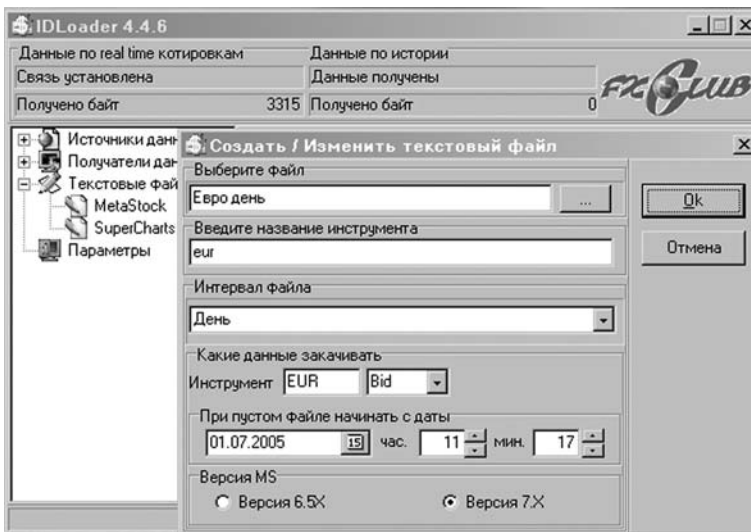 IDLoader 4.4.6
Данные по real time котировкам
Данные по истории
Связь установлена
Данные получены
Получено байт 3315
Получено байт 0
FX CLUB
Источники данн
Получатели дан
Текстовые фай
MetaStock
SuperCharts
Параметры
Создать / Изменить текстовый файл
Выберите файл
Евро день
...
Ok
Введите название инструмента
eur
Отмена
Интервал файла
День
Какие данные закачивать
Инструмент EUR Bid
При пустом файле начинать с даты
01.07.2005 15 час. 11 мин. 17
Версия MS
Версия 6.5X Версия 7.X